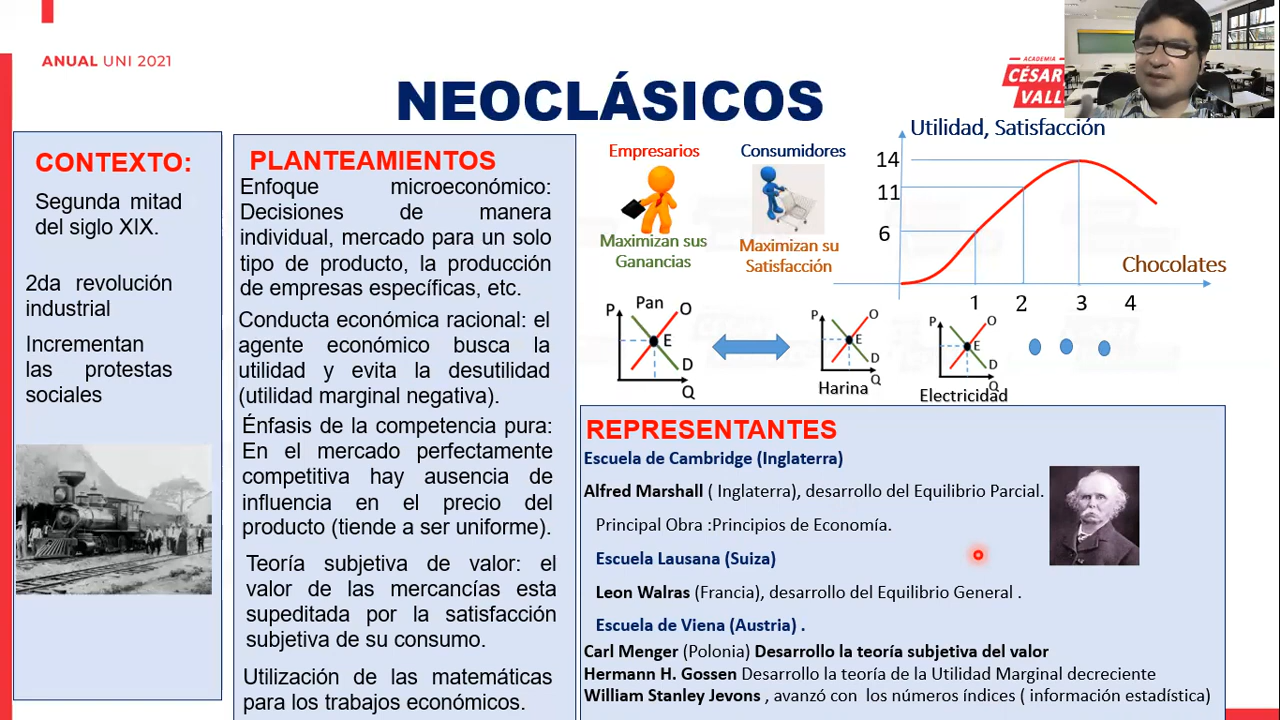 ANUAL UNI 2021
NEOCLÁSICOS
ACADEMIA
CÉSAR
VALL
CONTEXTO:
Segunda mitad
del siglo XIX.
2da revolución
industrial
Incrementan
las protestas
sociales
PLANTEAMIENTOS
Enfoque microeconómico:
Decisiones de manera
individual, mercado para un solo
tipo de producto, la producción
de empresas específicas, etc.
Conducta económica racional: el
agente económico busca la
utilidad y evita la desutilidad
(utilidad marginal negativa).
Énfasis de la competencia pura:
En el mercado perfectamente
competitiva hay ausencia de
influencia en el precio del
producto (tiende a ser uniforme).
Teoría subjetiva de valor: el
valor de las mercancías esta
supeditada por la satisfacción
subjetiva de su consumo.
Utilización de las matemáticas
para los trabajos económicos.
Empresarios
Maximizan sus
Ganancias
Consumidores
Maximizan su
Satisfacción
Utilidad, Satisfacción
14
11
6
Chocolates
1 2 3 4
P Pan O
E
D
Q
P O
E
D
Q
Harina
P O
E
D
Q
Electricidad
REPRESENTANTES
Escuela de Cambridge (Inglaterra)
Alfred Marshall ( Inglaterra), desarrollo del Equilibrio Parcial.
Principal Obra :Principios de Economía.
Escuela Lausana (Suiza)
Leon Walras (Francia), desarrollo del Equilibrio General .
Escuela de Viena (Austria) .
Carl Menger (Polonia) Desarrollo la teoría subjetiva del valor
Hermann H. Gossen Desarrollo la teoría de la Utilidad Marginal decreciente
William Stanley Jevons , avanzó con los números índices ( información estadística)